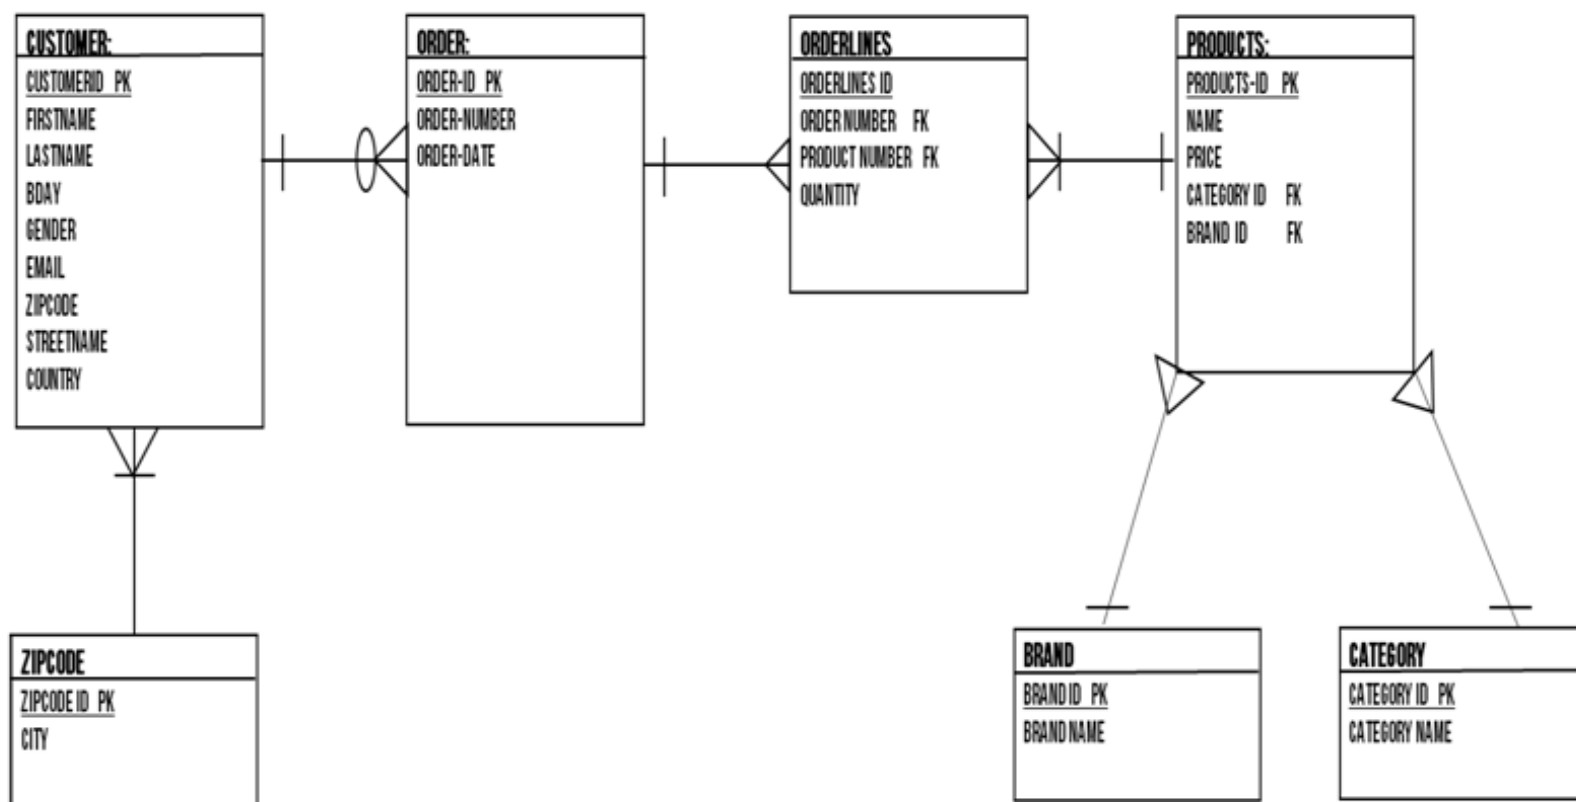 CUSTOMER:
CUSTOMERID PK
FIRSTNAME
LASTNAME
BDAY
GENDER
EMAIL
ZIPCODE
STREETNAME
COUNTRY
ORDER:
ORDER-ID PK
ORDER-NUMBER
ORDER-DATE
ORDERLINES
ORDERLINES ID
ORDER NUMBER FK
PRODUCT NUMBER FK
QUANTITY
PRODUCTS:
PRODUCTS-ID PK
NAME
PRICE
CATEGORY ID FK
BRAND ID FK
ZIPCODE
ZIPCODE ID PK
CITY
BRAND
BRAND ID PK
BRAND NAME
CATEGORY
CATEGORY ID PK
CATEGORY NAME